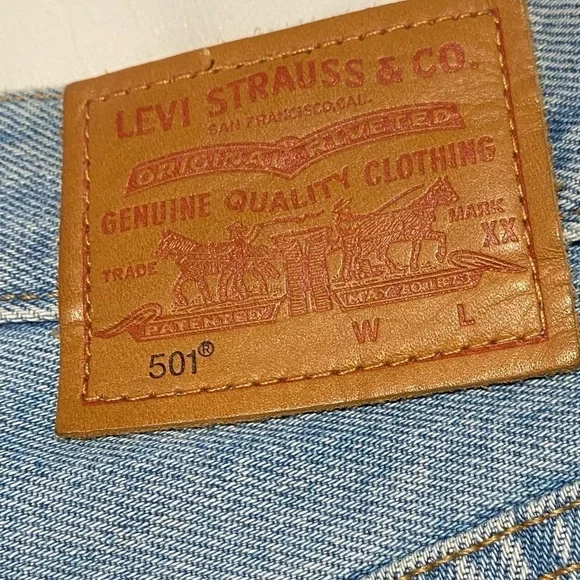 LEVI STRAUSS & CO.
SAN FRANCISCO, CAL.
ORIGINAL RIVETED
GENUINE QUALITY CLOTHING
TRADE MARK
XX
PATENTED MAY 20 1873
W L
501®